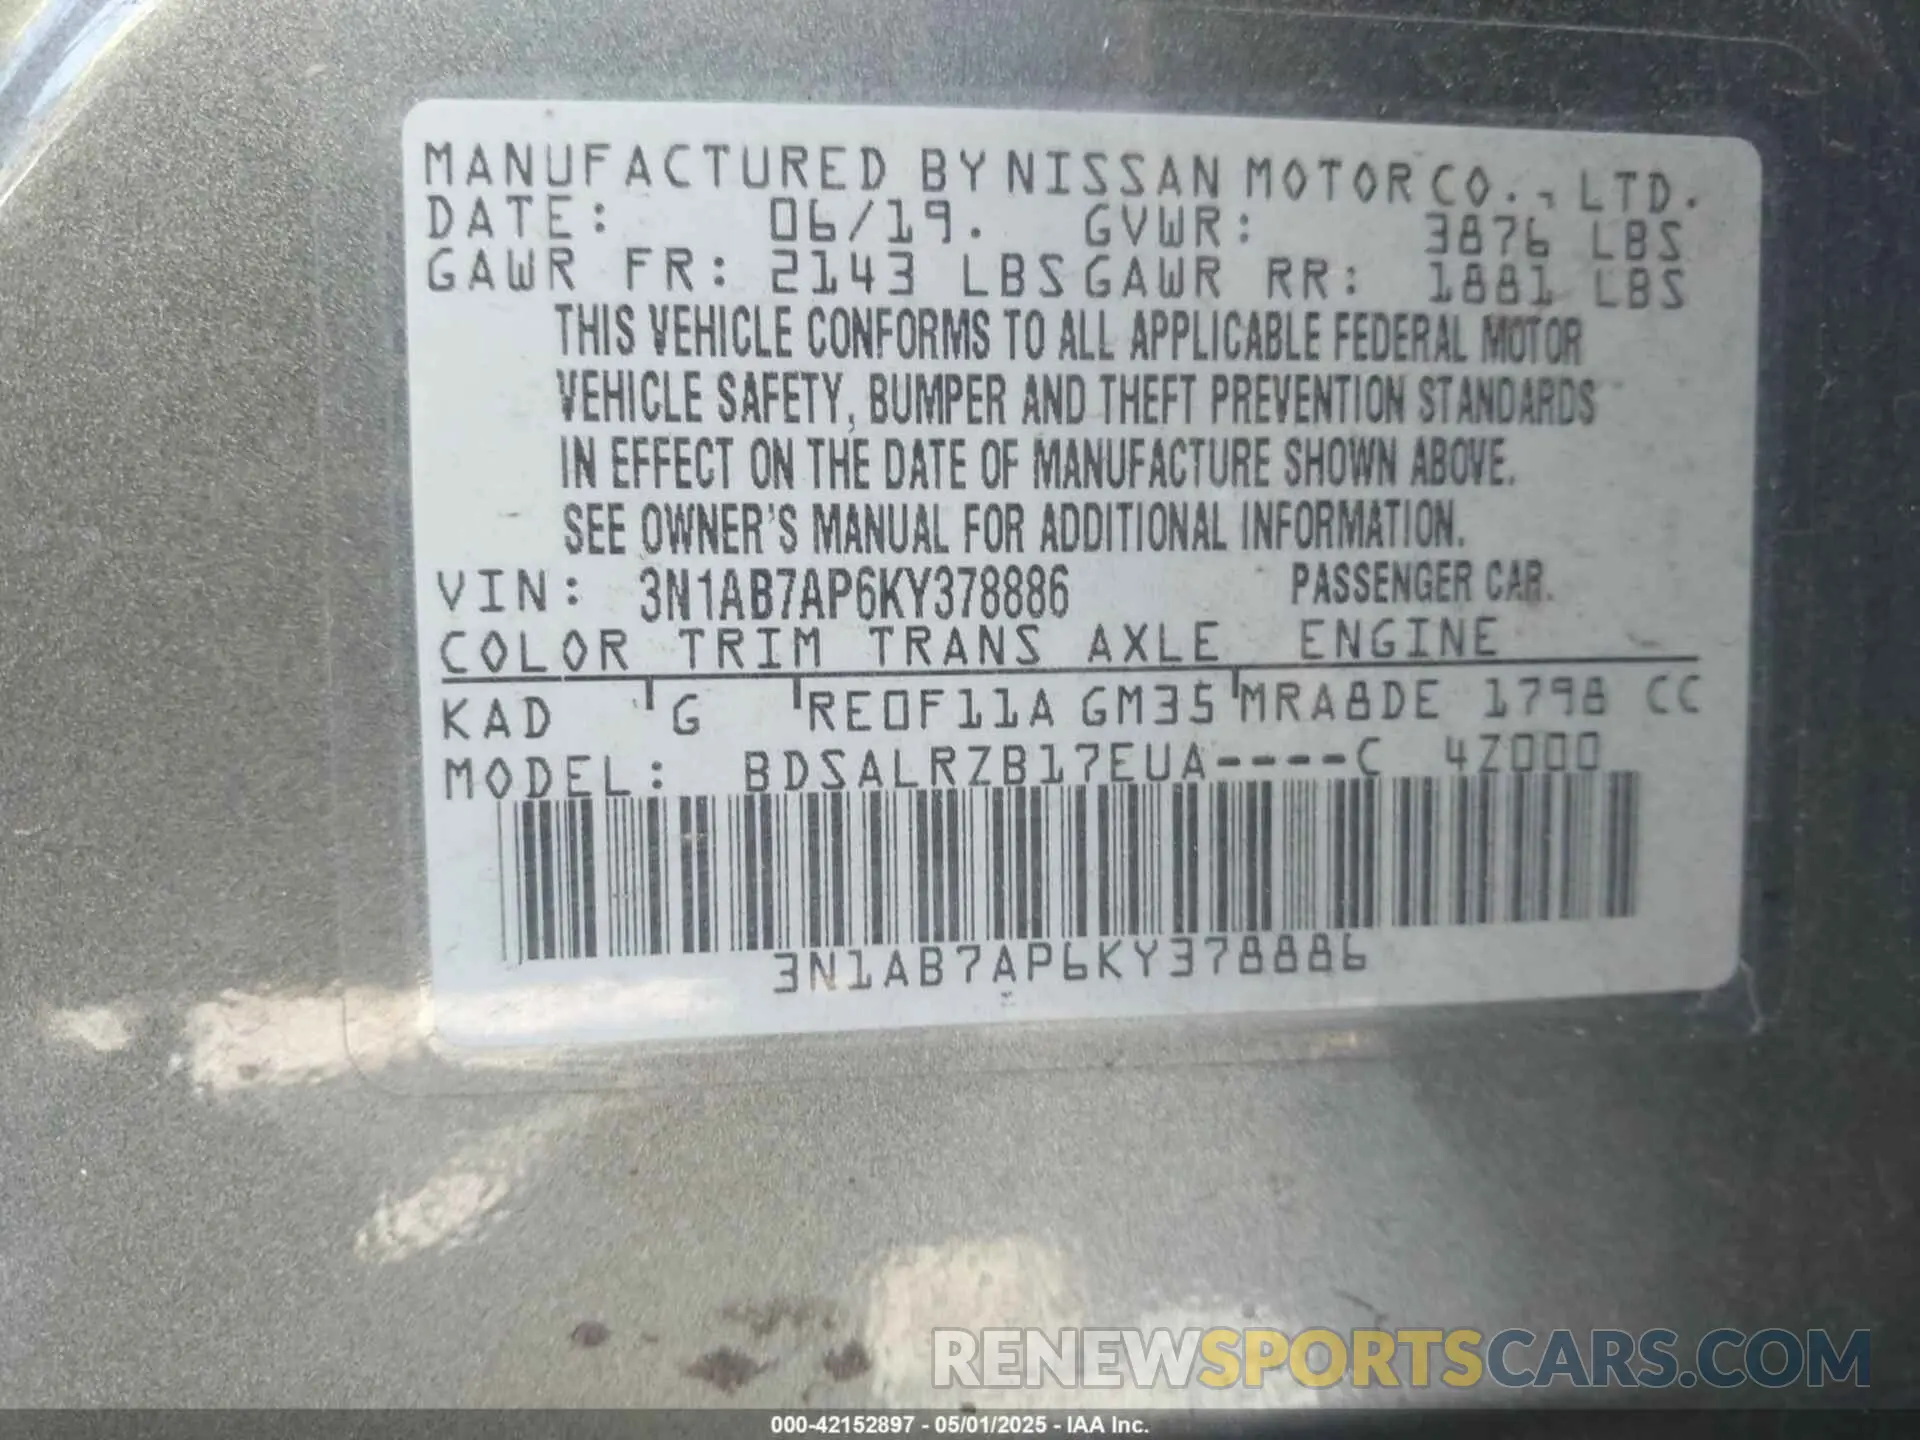 MANUFACTURED BY NISSAN MOTOR CO., LTD.
DATE: 06/19. GVWR: 3876 LBS
GAWR FR: 2143 LBS GAWR RR: 1881 LBS
THIS VEHICLE CONFORMS TO ALL APPLICABLE FEDERAL MOTOR
VEHICLE SAFETY, BUMPER AND THEFT PREVENTION STANDARDS
IN EFFECT ON THE DATE OF MANUFACTURE SHOWN ABOVE.
SEE OWNER'S MANUAL FOR ADDITIONAL INFORMATION.
VIN: 3N1AB7AP6KY378886 PASSENGER CAR.
COLOR TRIM TRANS AXLE ENGINE
KAD G RE0F11A GM35 MRA8DE 1798 CC
MODEL: BDSALRZB17EUA----C 4Z000
3N1AB7AP6KY378886
RENEWSPORTSCARS.COM
000-42152897 - 05/01/2025 - IAA Inc.